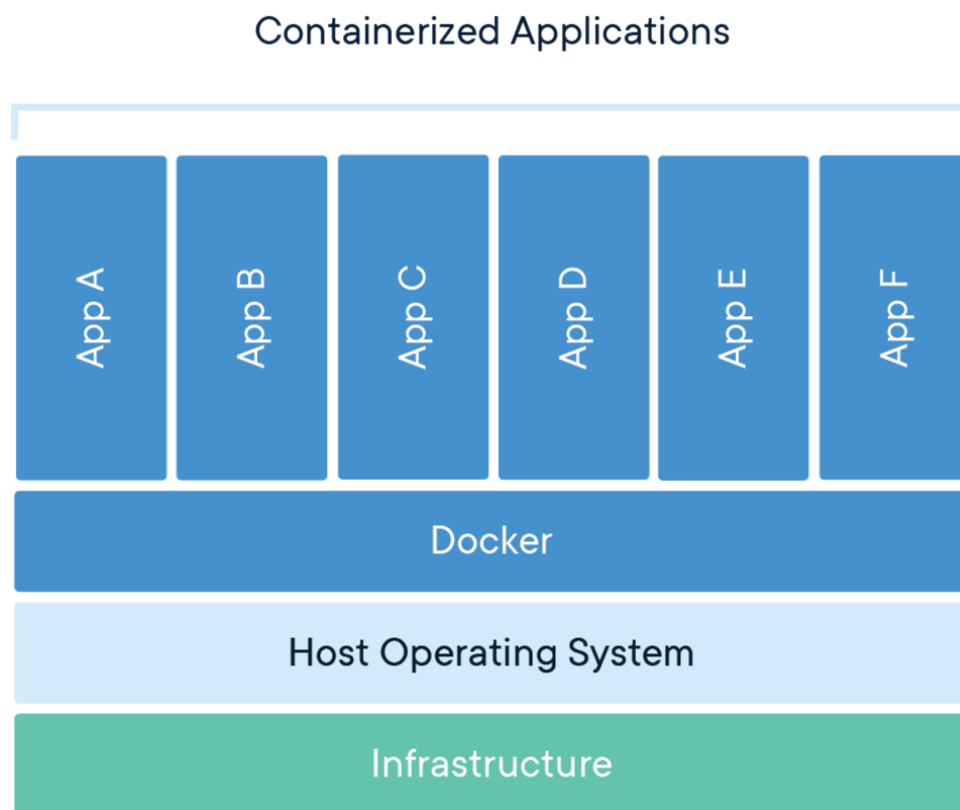 Containerized Applications
App A
App B
App C
App D
App E
App F
Docker
Host Operating System
Infrastructure